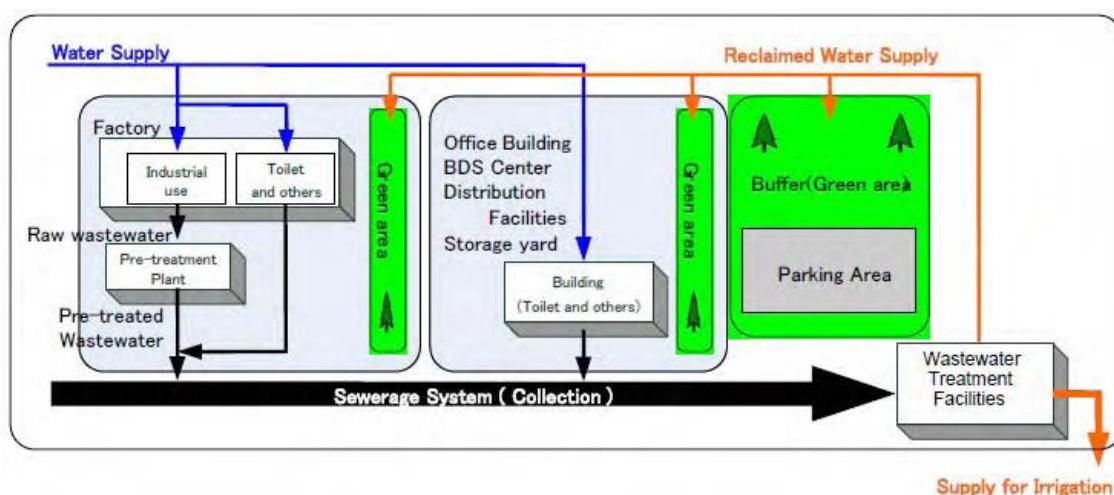 Water Supply
Reclaimed Water Supply
Factory
Industrial
use
Toilet
and others
Raw wastewater
Pre-treatment
Plant
Pre-treated
Wastewater
Green area
Office Building
BDS Center
Distribution
Facilities
Storage yard
Building
(Toilet and others)
Green area
Buffer(Green area)
Parking Area
Sewerage System ( Collection )
Wastewater
Treatment
Facilities
Supply for Irrigation